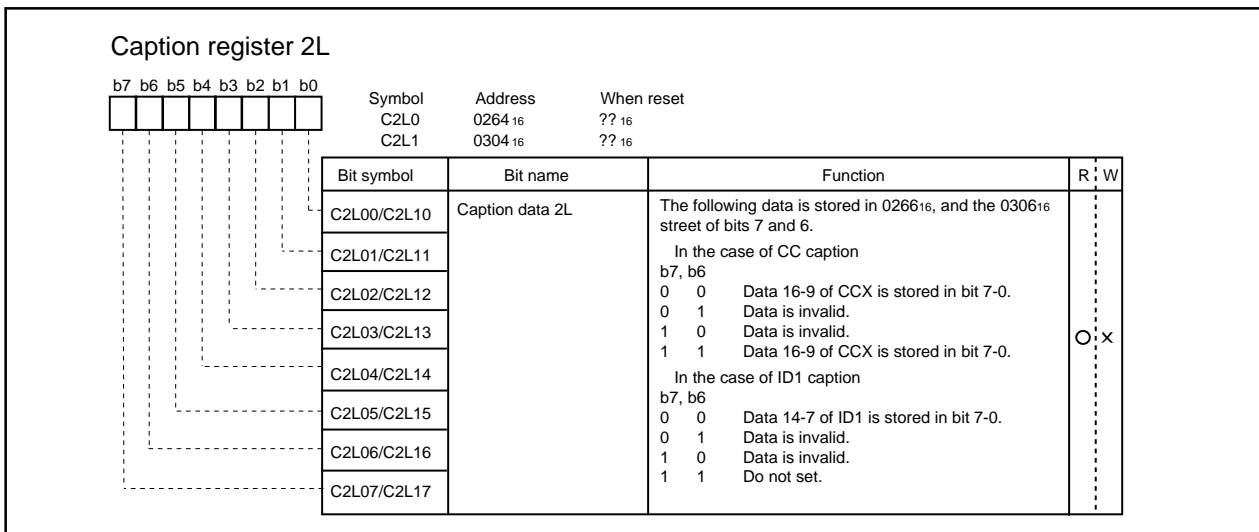 Caption register 2L
b7 b6 b5 b4 b3 b2 b1 b0
Symbol Address When reset
C2L0 0264 16 ?? 16
C2L1 0304 16 ?? 16
Bit symbol Bit name Function R W
C2L00/C2L10 Caption data 2L The following data is stored in 026616, and the 030616
street of bits 7 and 6.
In the case of CC caption
C2L01/C2L11
b7, b6
C2L02/C2L12
0 0 Data 16-9 of CCX is stored in bit 7-0.
0 1 Data is invalid.
C2L03/C2L13
1 0 Data is invalid.
1 1 Data 16-9 of CCX is stored in bit 7-0.
O X
C2L04/C2L14
In the case of ID1 caption
b7, b6
C2L05/C2L15
0 0 Data 14-7 of ID1 is stored in bit 7-0.
0 1 Data is invalid.
C2L06/C2L16
1 0 Data is invalid.
1 1 Do not set.
C2L07/C2L17